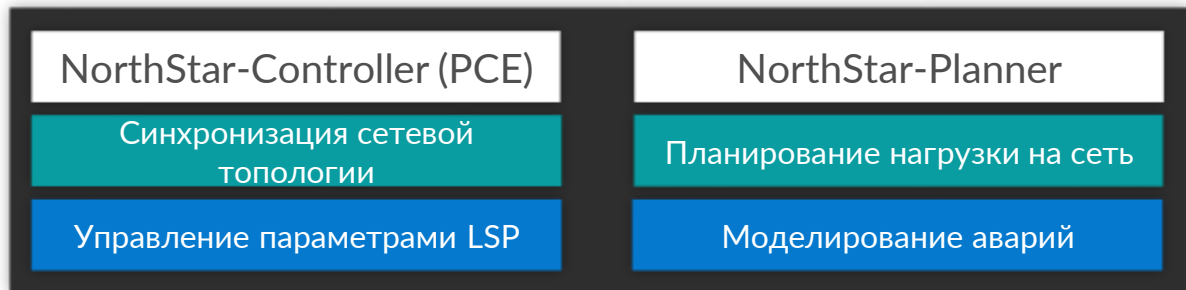 NorthStar-Controller (PCE)
Синхронизация сетевой
топологии
Управление параметрами LSP
NorthStar-Planner
Планирование нагрузки на сеть
Моделирование аварий